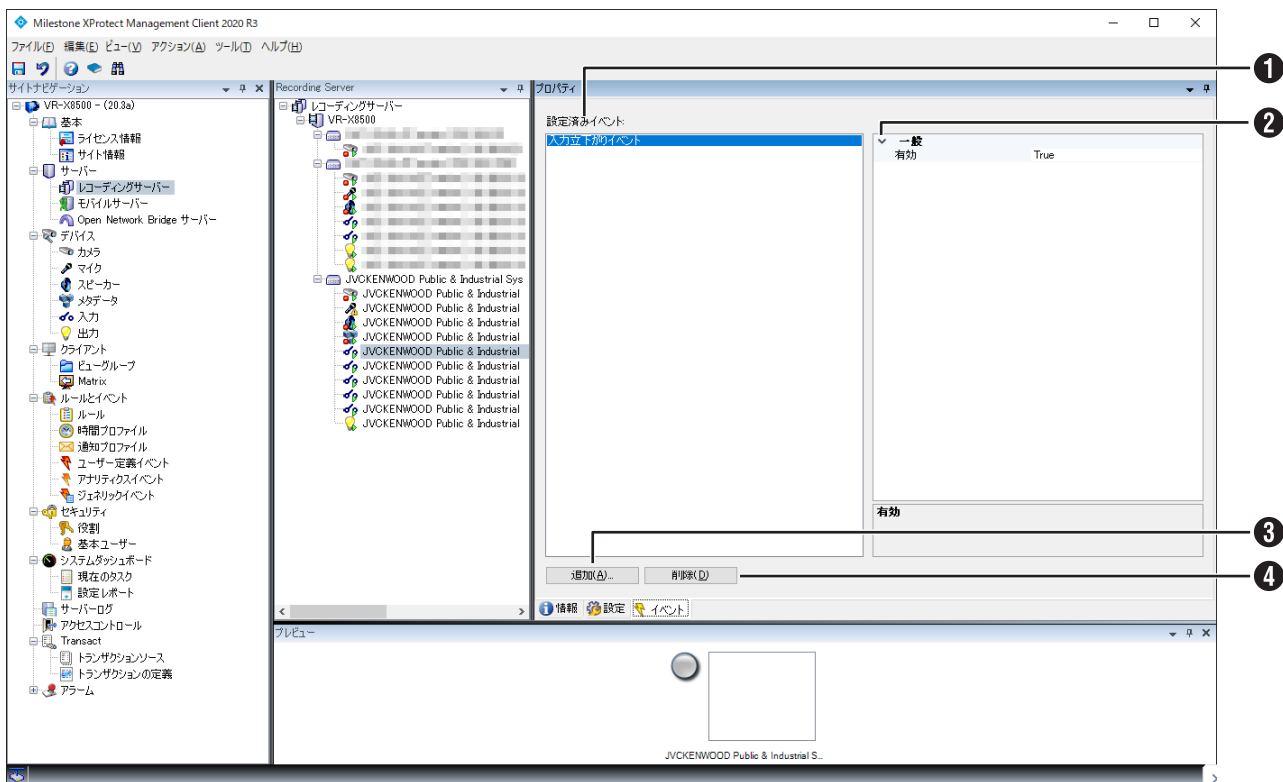 Milestone XProtect Management Client 2020 R3
ファイル(F) 編集(E) ビュー(V) アクション(A) ツール(T) ヘルプ(H)
サイトナビゲーション
VR-X8500 - (20.3a)
基本
ライセンス情報
サイト情報
サーバー
レコーディングサーバー
モバイルサーバー
Open Network Bridge サーバー
デバイス
カメラ
マイク
スピーカー
メタデータ
入力
出力
クライアント
ビューグループ
Matrix
ルールとイベント
ルール
時間プロファイル
通知プロファイル
ユーザー定義イベント
アナリティクスイベント
ジェネリックイベント
セキュリティ
役割
基本ユーザー
システムダッシュボード
現在のタスク
設定レポート
サーバーログ
アクセスコントロール
Transact
トランザクションソース
トランザクションの定義
アラーム
Recording Server
レコーディングサーバー
VR-X8500
JVCKENWOOD Public & Industrial Sys
JVCKENWOOD Public & Industrial
JVCKENWOOD Public & Industrial
JVCKENWOOD Public & Industrial
JVCKENWOOD Public & Industrial
JVCKENWOOD Public & Industrial
JVCKENWOOD Public & Industrial
JVCKENWOOD Public & Industrial
JVCKENWOOD Public & Industrial
JVCKENWOOD Public & Industrial
JVCKENWOOD Public & Industrial
プロパティ
設定済みイベント:
入力立下がりイベント
一般
有効 True
有効
追加(A)... 削除(D)
情報 設定 イベント
プレビュー
JVCKENWOOD Public & Industrial S...
1
2
3
4